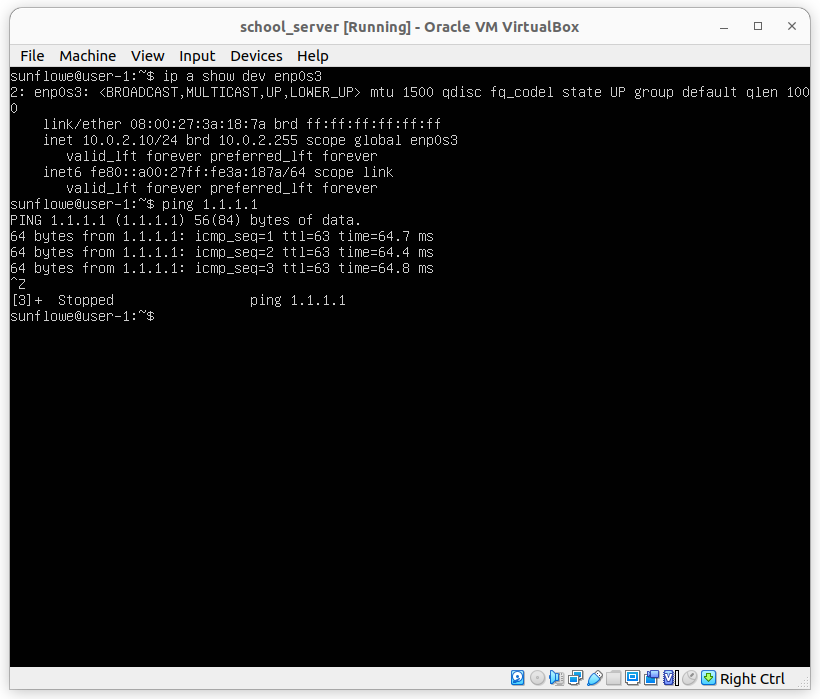 school_server [Running] - Oracle VM VirtualBox
File Machine View Input Devices Help
sunflowe@user-1:~$ ip a show dev enp0s3
2: enp0s3: <BROADCAST,MULTICAST,UP,LOWER_UP> mtu 1500 qdisc fq_codel state UP group default qlen 100
0
    link/ether 08:00:27:3a:18:7a brd ff:ff:ff:ff:ff:ff
    inet 10.0.2.10/24 brd 10.0.2.255 scope global enp0s3
       valid_lft forever preferred_lft forever
    inet6 fe80::a00:27ff:fe3a:187a/64 scope link
       valid_lft forever preferred_lft forever
sunflowe@user-1:~$ ping 1.1.1.1
PING 1.1.1.1 (1.1.1.1) 56(84) bytes of data.
64 bytes from 1.1.1.1: icmp_seq=1 ttl=63 time=64.7 ms
64 bytes from 1.1.1.1: icmp_seq=2 ttl=63 time=64.4 ms
64 bytes from 1.1.1.1: icmp_seq=3 ttl=63 time=64.8 ms
^Z
[3]+  Stopped                 ping 1.1.1.1
sunflowe@user-1:~$
Right Ctrl